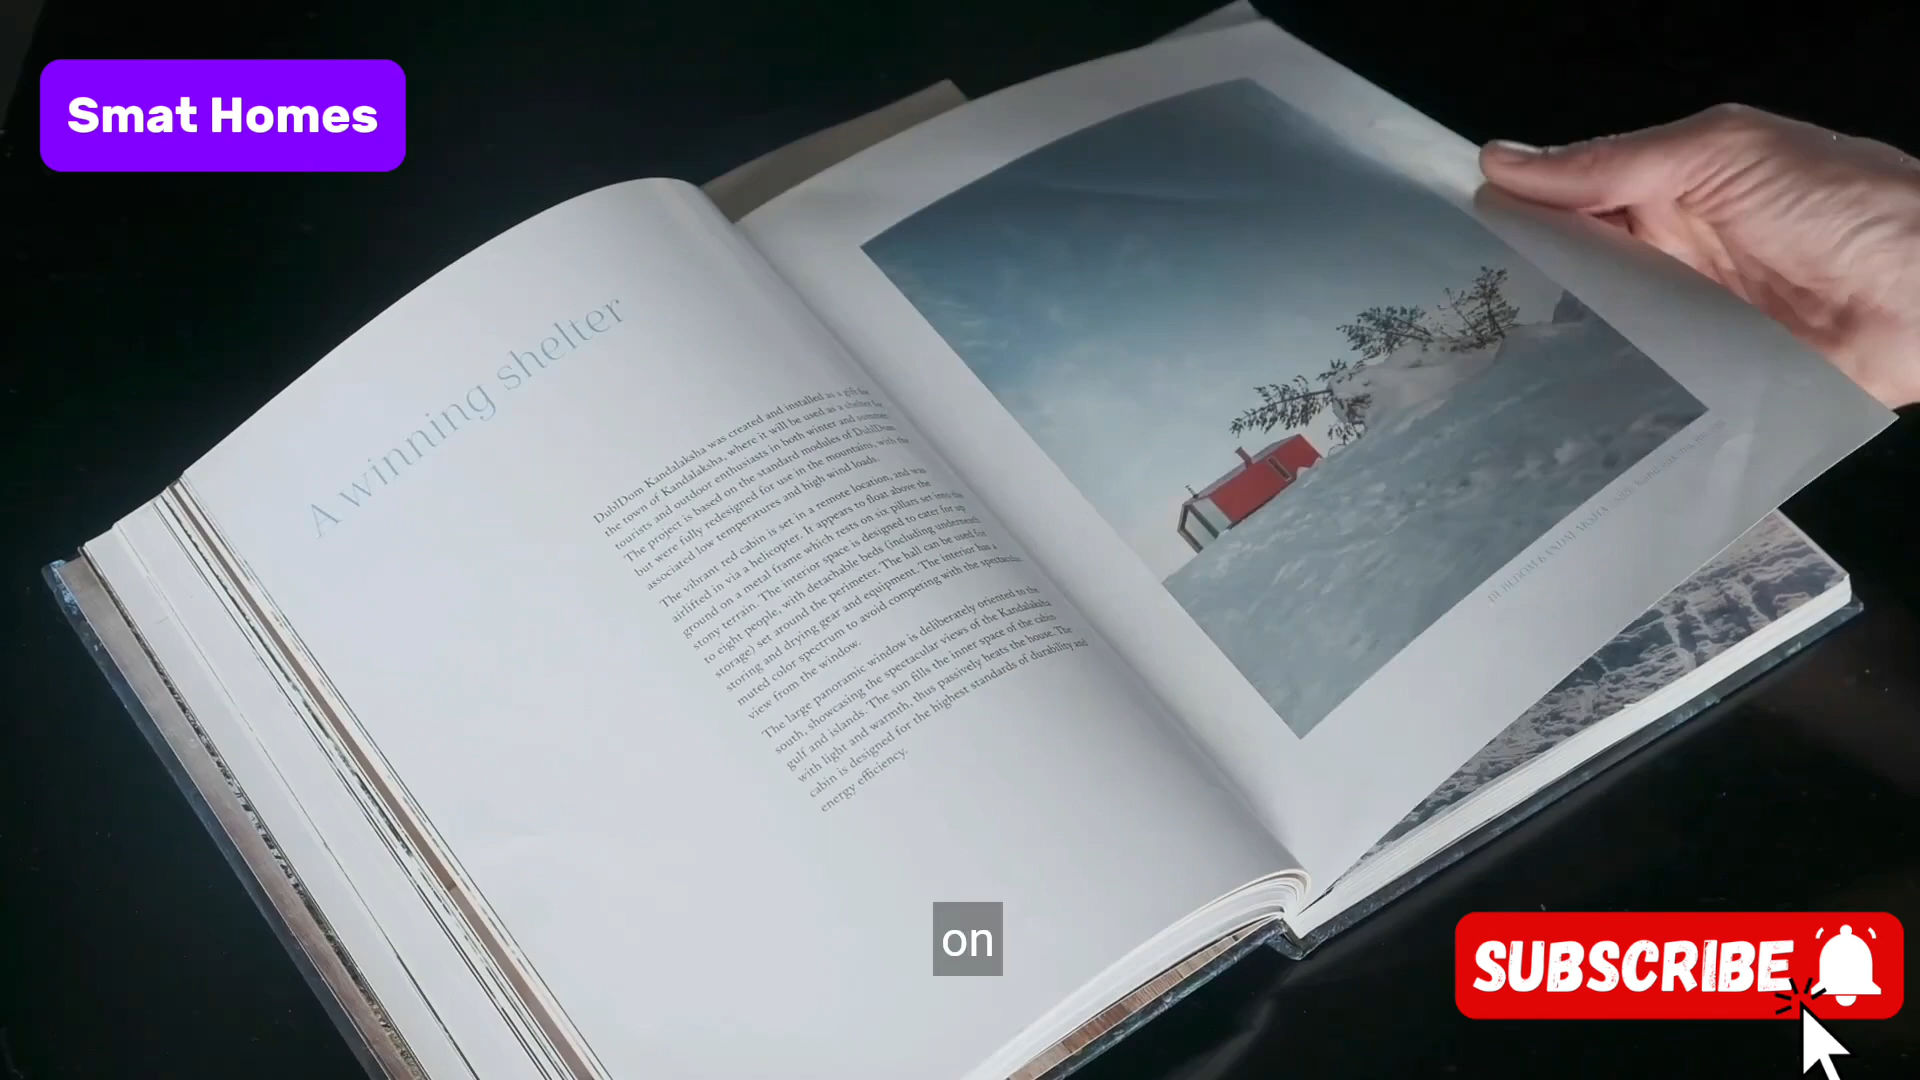 Smat Homes
A winning shelter
DublDom Kandalaksha was created and installed as a gift for
the town of Kandalaksha, where it will be used as a shelter for
tourists and outdoor enthusiasts in both winter and summer.
The project is based on the standard modules of DublDom
but were fully redesigned for use in the mountains, with the
associated low temperatures and high wind loads.
The vibrant red cabin is set in a remote location, and was
airlifted in via a helicopter. It appears to float above the
ground on a metal frame which rests on six pillars set into the
stony terrain. The interior space is designed to cater for up
to eight people, with detachable beds (including underneath
storage) set around the perimeter. The hall can be used for
storing and drying gear and equipment. The interior has a
muted color spectrum to avoid competing with the spectacular
view from the window.
The large panoramic window is deliberately oriented to the
south, showcasing the spectacular views of the Kandalaksha
gulf and islands. The sun fills the inner space of the cabin
with light and warmth, thus passively heats the house. The
cabin is designed for the highest standards of durability and
energy efficiency.
DUBLDOM KANDALAKSHA
on
SUBSCRIBE